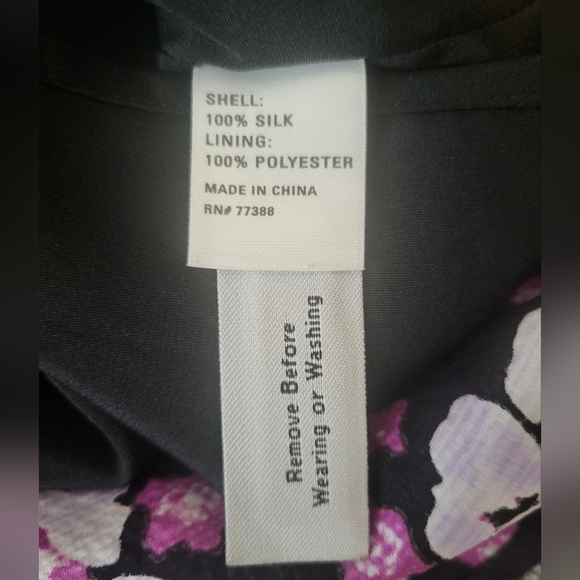 SHELL:
100% SILK
LINING:
100% POLYESTER
MADE IN CHINA
RN# 77388
Remove Before
Wearing or Washing